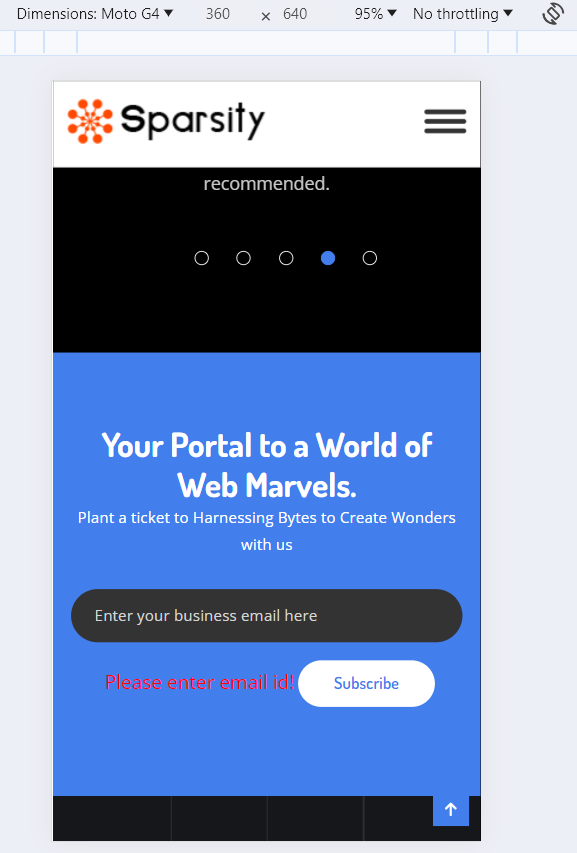 Dimensions: Moto G4 ▼ 360 × 640 95% ▼ No throttling ▼
Sparsity
recommended.
Your Portal to a World of
Web Marvels.
Plant a ticket to Harnessing Bytes to Create Wonders
with us
Enter your business email here
Please enter email id! Subscribe